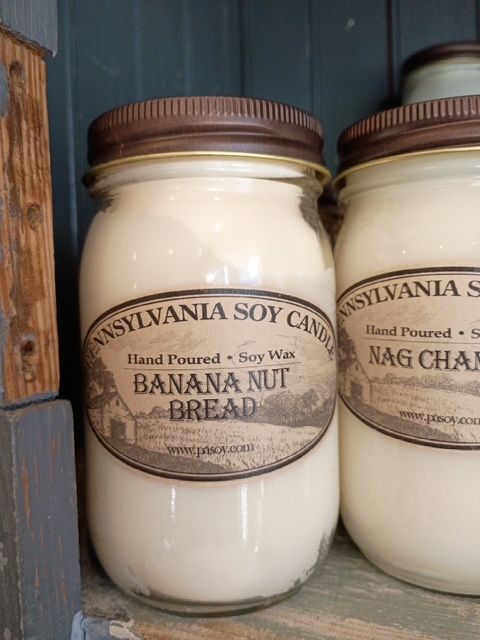 PENNSYLVANIA SOY CANDLE
Hand Poured • Soy Wax
BANANA NUT
BREAD
www.pasoy.com
NNSYLVANIA S
Hand Poured • S
NAG CHAM
www.pasoy.com